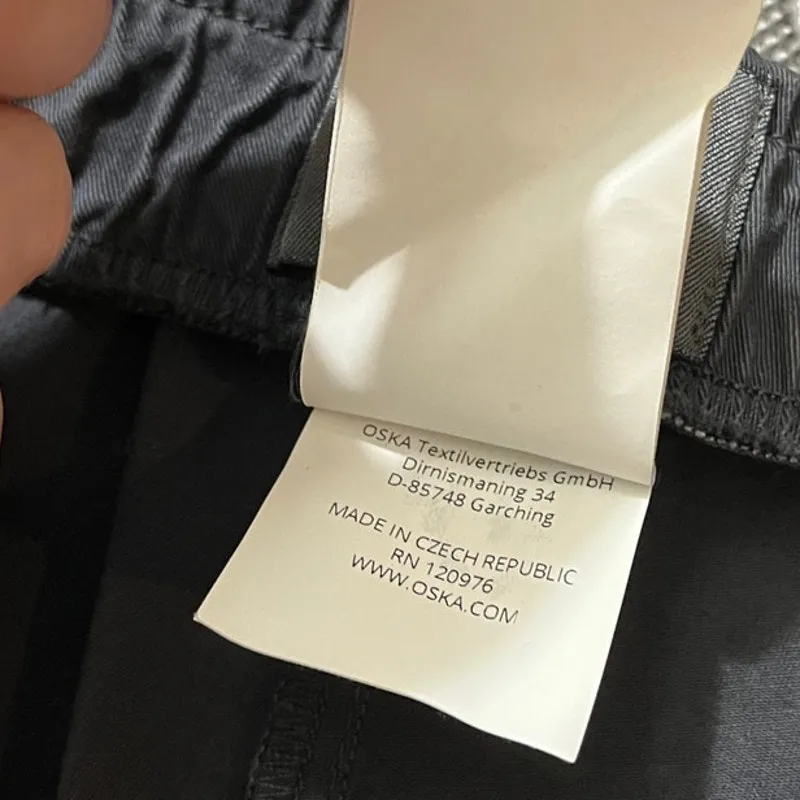 OSKA Textilvertriebs GmbH
Dirnismaning 34
D-85748 Garching
MADE IN CZECH REPUBLIC
RN 120976
WWW.OSKA.COM